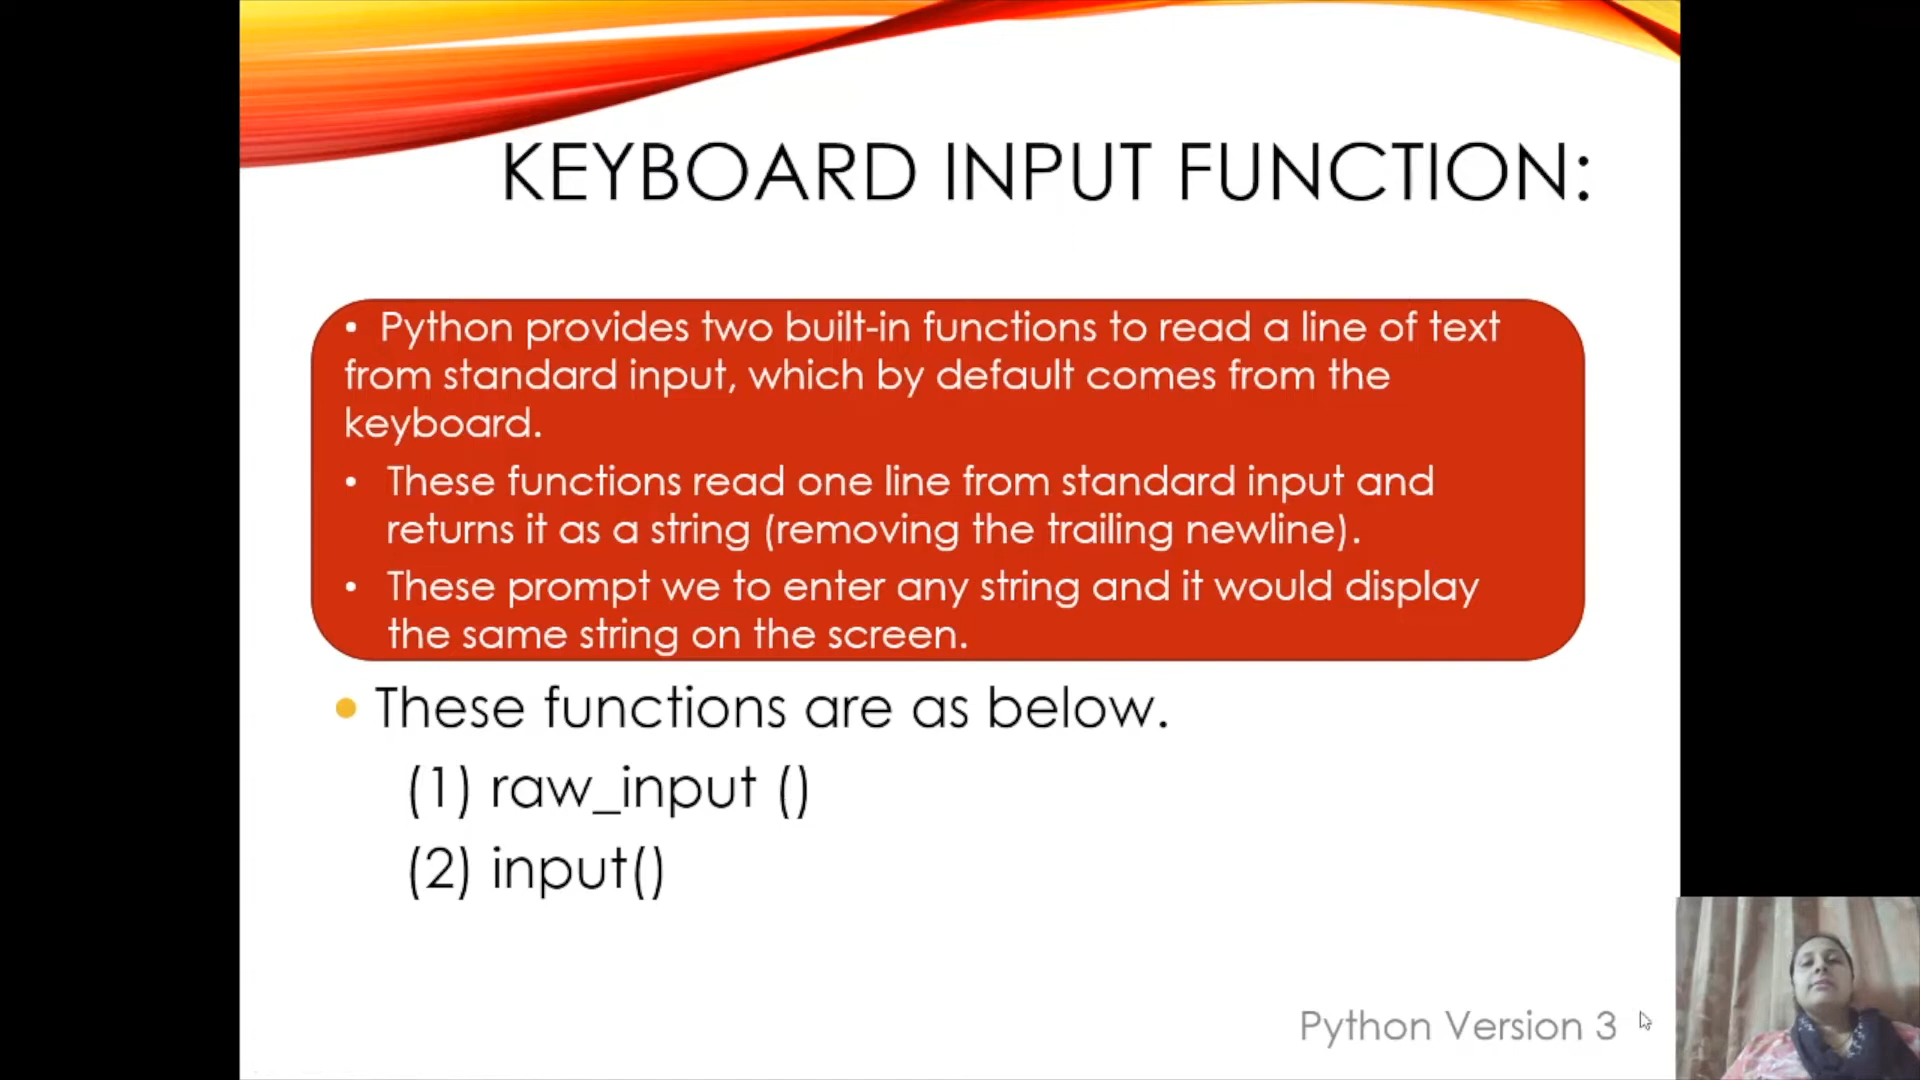 KEYBOARD INPUT FUNCTION:
• Python provides two built-in functions to read a line of text
from standard input, which by default comes from the
keyboard.
• These functions read one line from standard input and
returns it as a string (removing the trailing newline).
• These prompt we to enter any string and it would display
the same string on the screen.
• These functions are as below.
(1) raw_input ()
(2) input()
Python Version 3